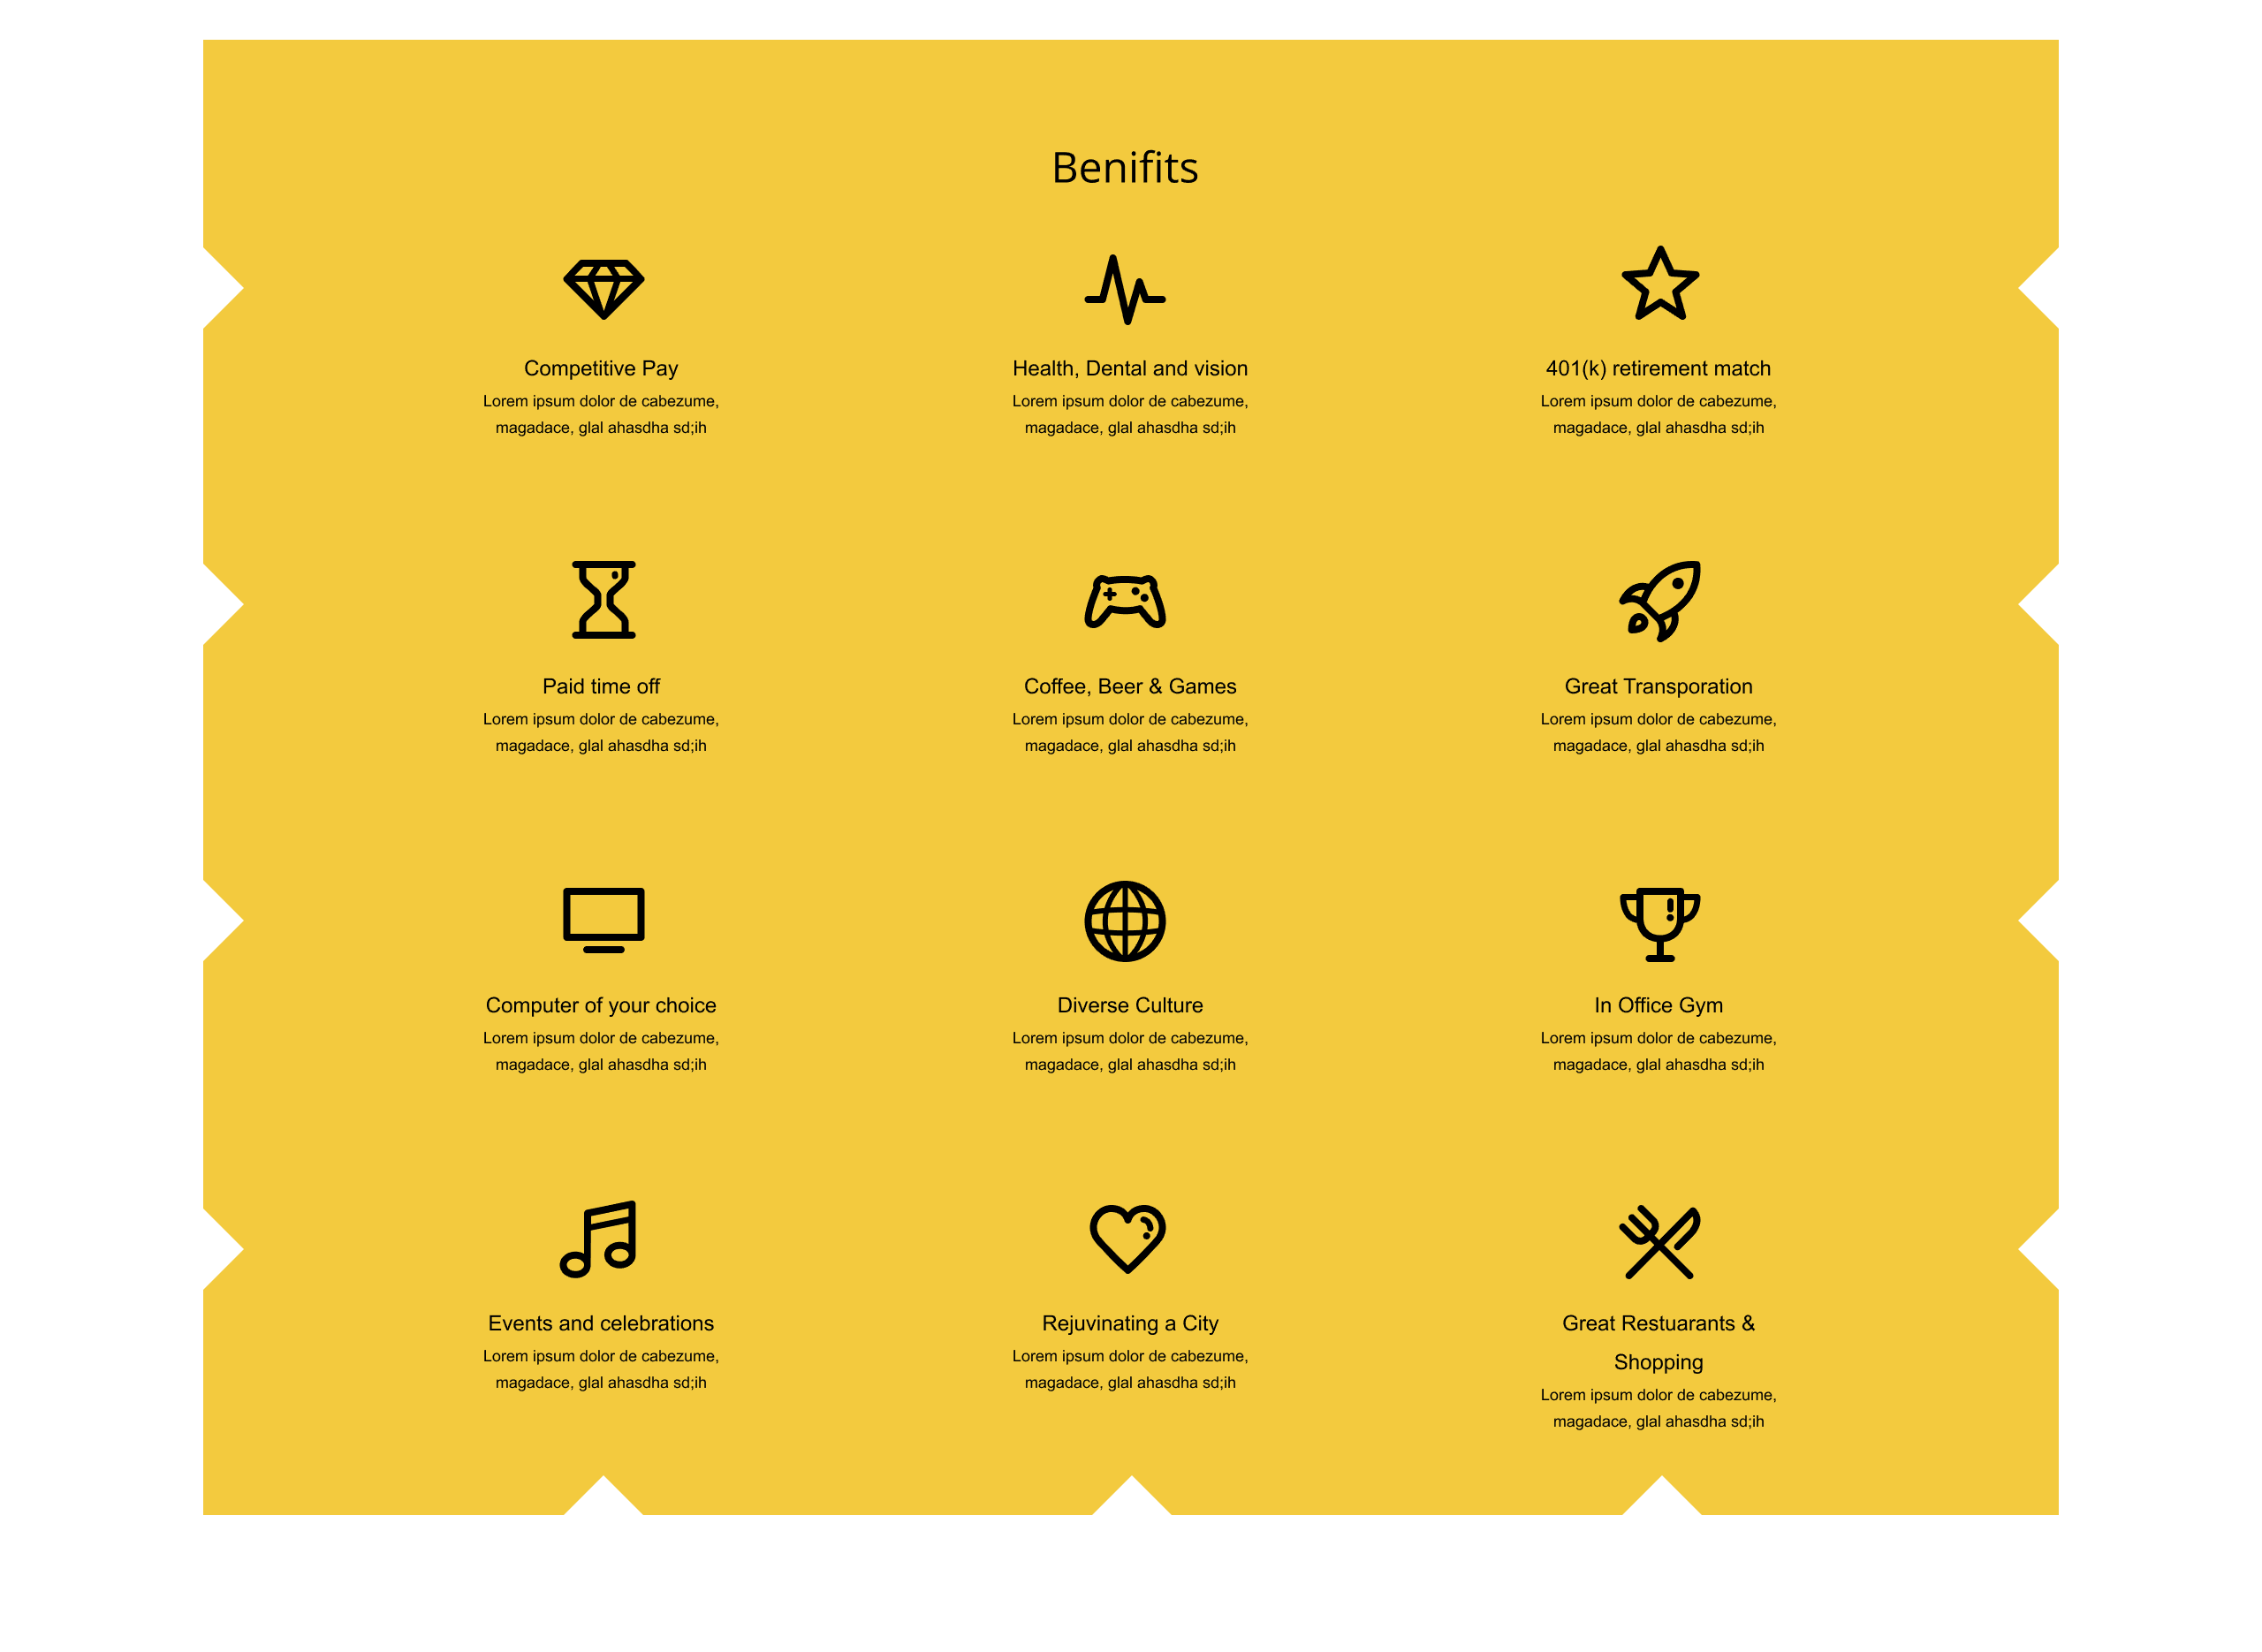 Benifits
Competitive Pay
Lorem ipsum dolor de cabezume,
magadace, glal ahasdha sd;ih
Health, Dental and vision
Lorem ipsum dolor de cabezume,
magadace, glal ahasdha sd;ih
401(k) retirement match
Lorem ipsum dolor de cabezume,
magadace, glal ahasdha sd;ih
Paid time off
Lorem ipsum dolor de cabezume,
magadace, glal ahasdha sd;ih
Coffee, Beer & Games
Lorem ipsum dolor de cabezume,
magadace, glal ahasdha sd;ih
Great Transporation
Lorem ipsum dolor de cabezume,
magadace, glal ahasdha sd;ih
Computer of your choice
Lorem ipsum dolor de cabezume,
magadace, glal ahasdha sd;ih
Diverse Culture
Lorem ipsum dolor de cabezume,
magadace, glal ahasdha sd;ih
In Office Gym
Lorem ipsum dolor de cabezume,
magadace, glal ahasdha sd;ih
Events and celebrations
Lorem ipsum dolor de cabezume,
magadace, glal ahasdha sd;ih
Rejuvinating a City
Lorem ipsum dolor de cabezume,
magadace, glal ahasdha sd;ih
Great Restuarants &
Shopping
Lorem ipsum dolor de cabezume,
magadace, glal ahasdha sd;ih